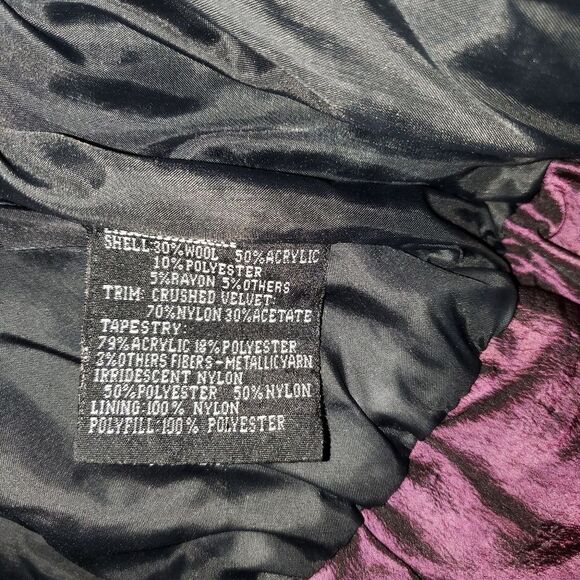 SHELL:30%WOOL 50%ACRYLIC
10%POLYESTER
5%RAYON 5%OTHERS
TRIM: CRUSHED VELVET:
70%NYLON 30%ACETATE
TAPESTRY:
79%ACRYLIC 18%POLYESTER
3%OTHERS FIBERS-METALLICYARN
IRRIDESCENT NYLON
50%POLYESTER 50%NYLON
LINING:100% NYLON
POLYFILL:100% POLYESTER